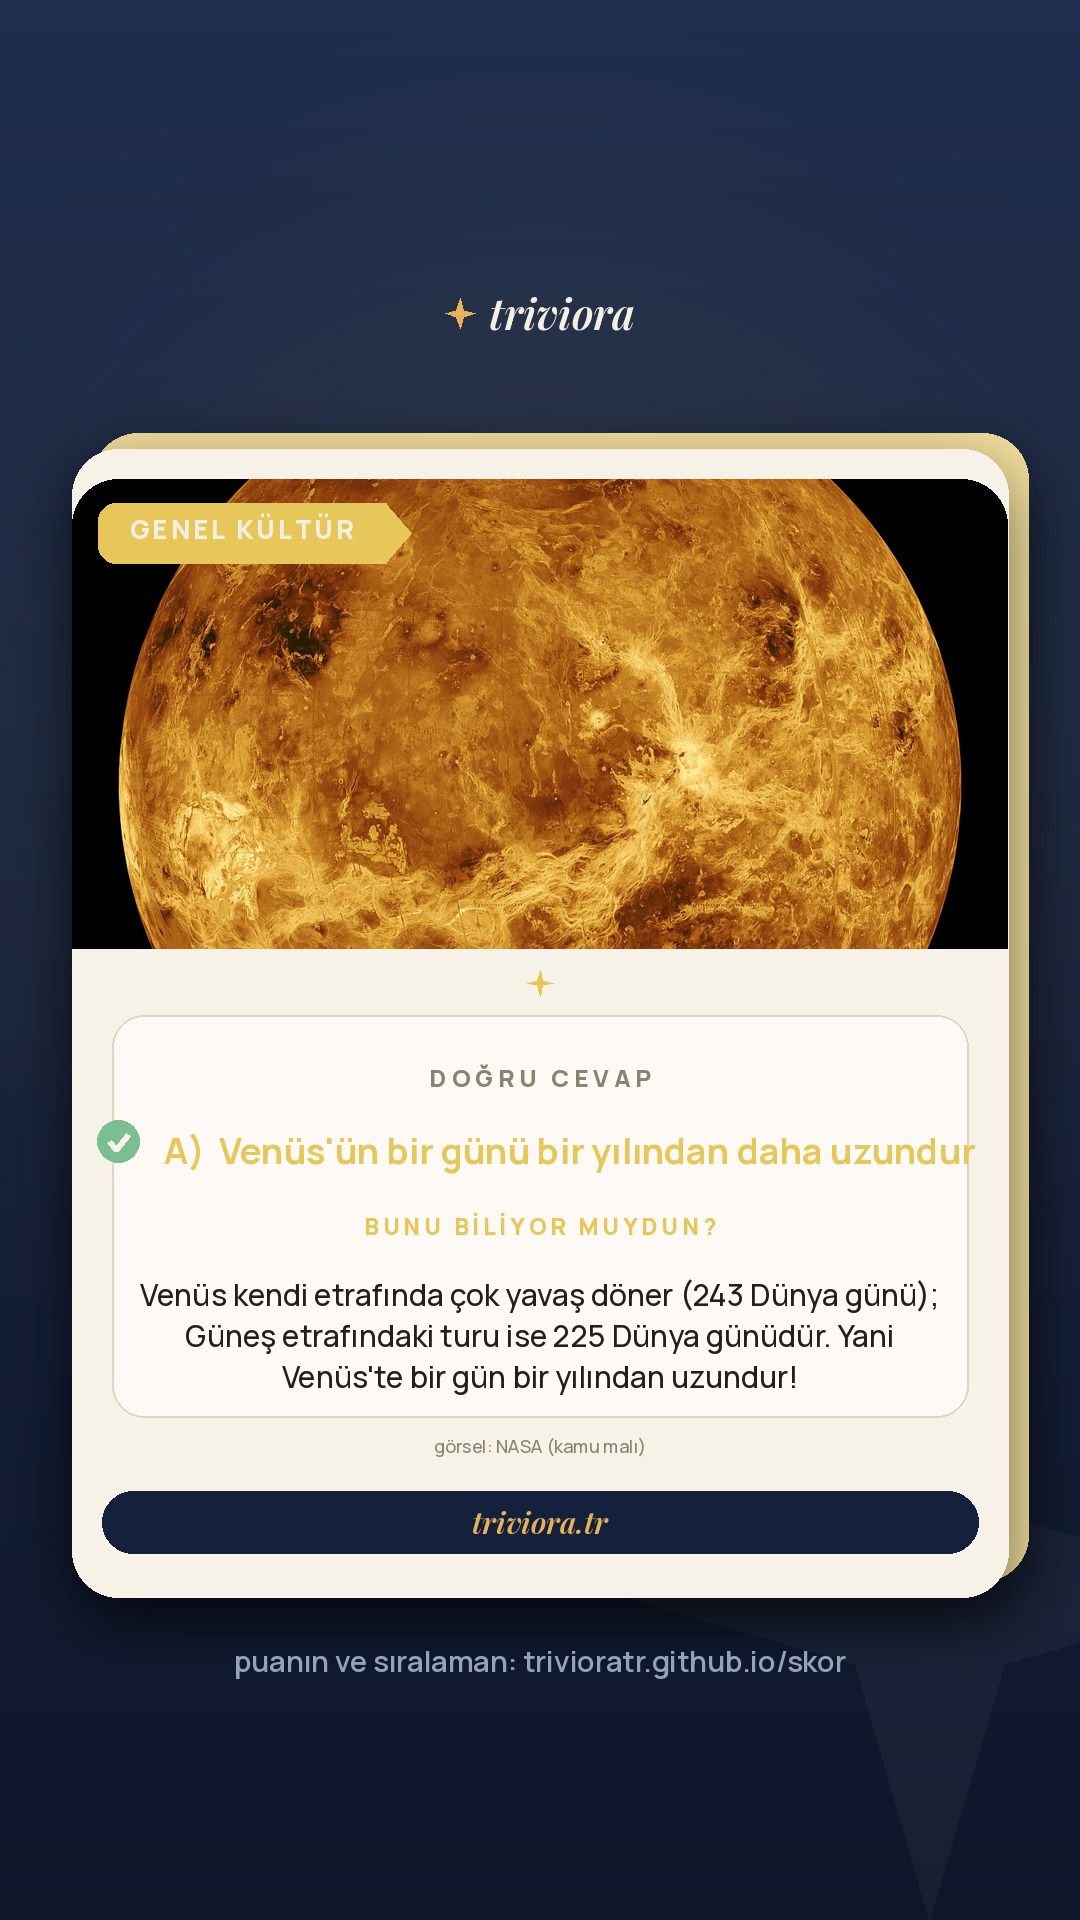 triviora
GENEL KÜLTÜR
DOĞRU CEVAP
A) Venüs'ün bir günü bir yılından daha uzundur
BUNU BİLİYOR MUYDUN?
Venüs kendi etrafında çok yavaş döner (243 Dünya günü);
Güneş etrafındaki turu ise 225 Dünya günüdür. Yani
Venüs'te bir gün bir yılından uzundur!
görsel: NASA (kamu malı)
triviora.tr
puanın ve sıralaman: trivioratr.github.io/skor